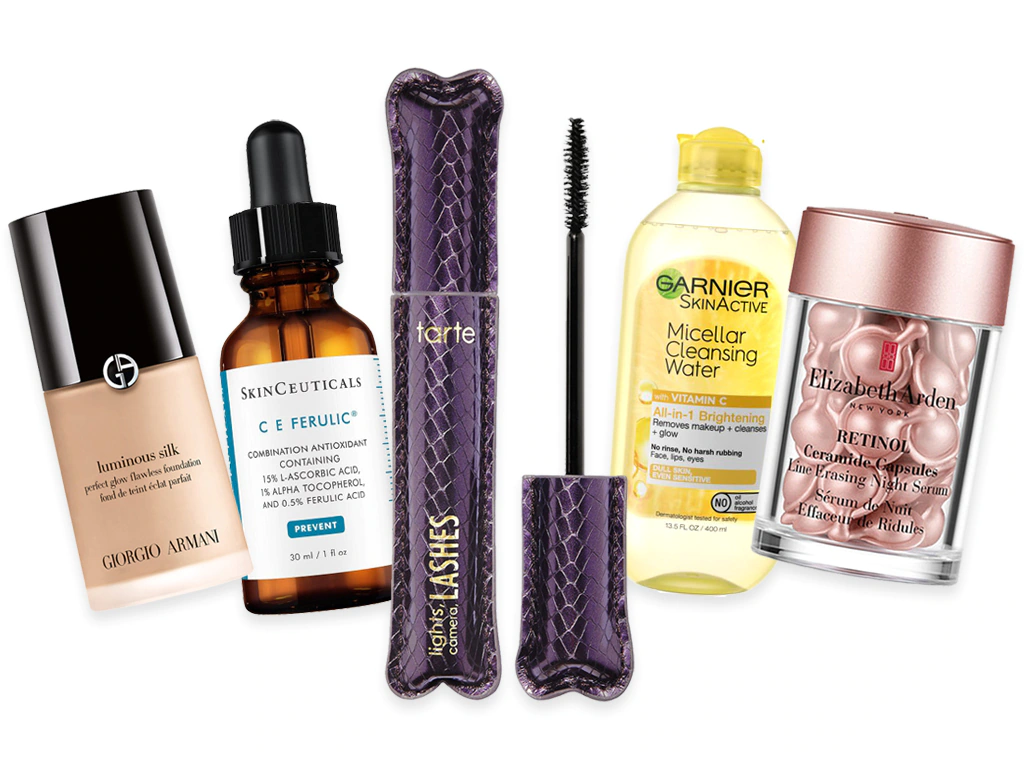 luminous silk
perfect glow flawless foundation
fond de teint éclat parfait
GIORGIO ARMANI
SKINCEUTICALS
C E FERULIC®
COMBINATION ANTIOXIDANT
CONTAINING
15% L-ASCORBIC ACID,
1% ALPHA TOCOPHEROL,
AND 0.5% FERULIC ACID
PREVENT
30 ml / 1 fl oz
tarte
lights,
camera,
LASHES
GARNIER
SKINACTIVE
Micellar
Cleansing
Water
with VITAMIN C
All-in-1 Brightening
Removes makeup + cleanses
+ glow
No rinse, No harsh rubbing
Face, lips, eyes
DULL SKIN,
EVEN SENSITIVE
NO oil
alcohol
fragrance
Dermatologist tested for safety
13.5 FL OZ / 400 ml
Elizabeth Arden
NEW YORK
RETINOL
Ceramide Capsules
Line Erasing Night Serum
Sérum de Nuit
Effaceur de Ridules